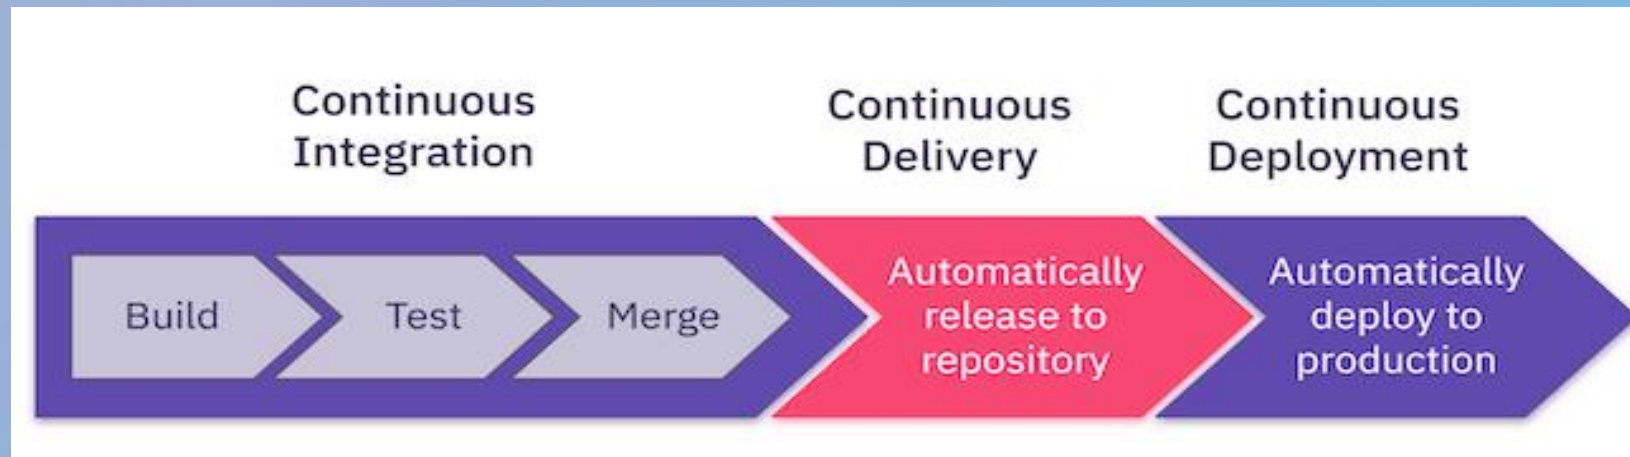 Continuous
Integration
Continuous
Delivery
Continuous
Deployment
Build
Test
Merge
Automatically
release to
repository
Automatically
deploy to
production